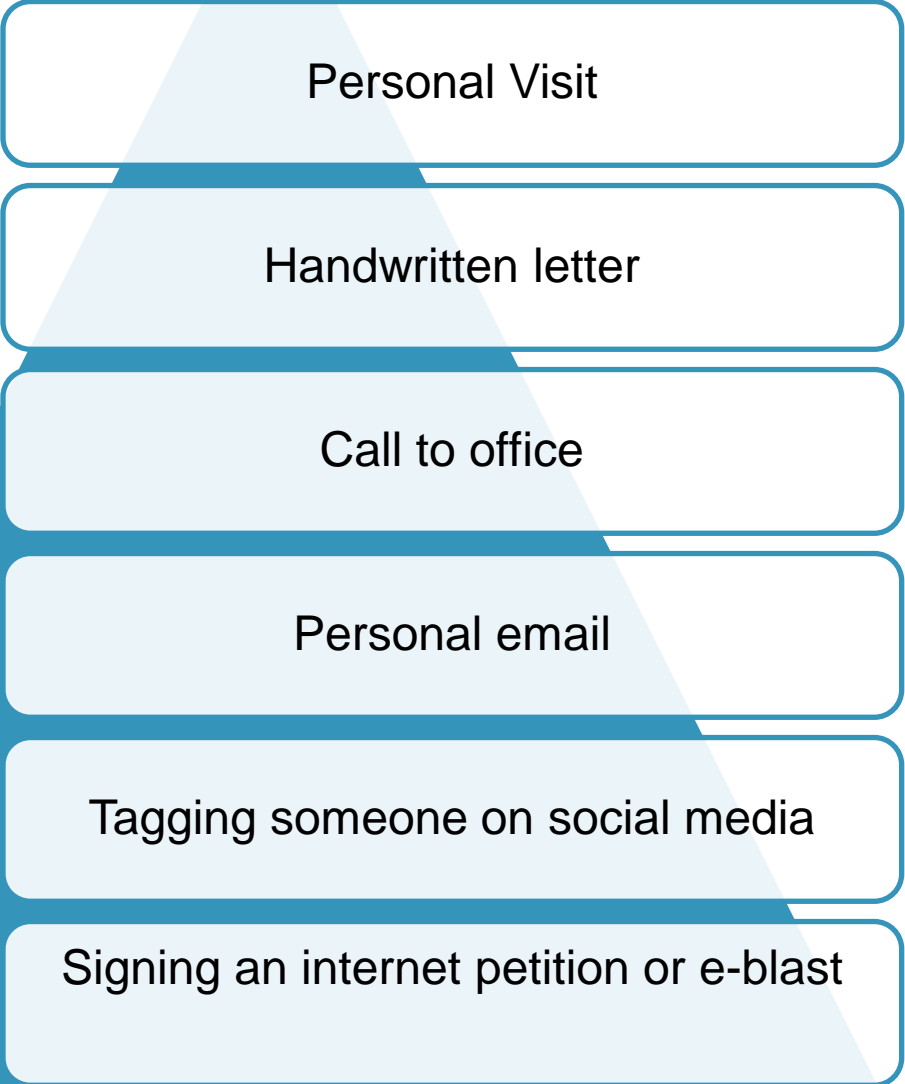 Personal Visit
Handwritten letter
Call to office
Personal email
Tagging someone on social media
Signing an internet petition or e-blast